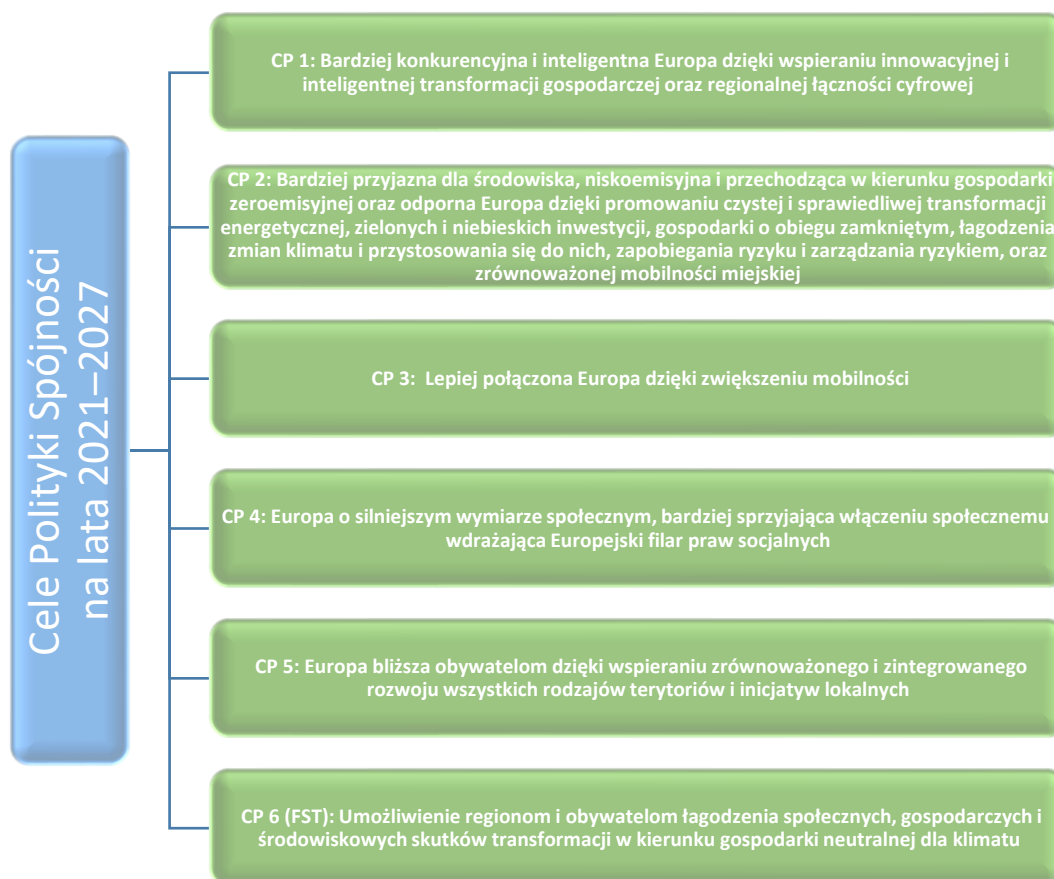 Cele Polityki Spójności
na lata 2021–2027
CP 1: Bardziej konkurencyjna i inteligentna Europa dzięki wspieraniu innowacyjnej i
inteligentnej transformacji gospodarczej oraz regionalnej łączności cyfrowej
CP 2: Bardziej przyjazna dla środowiska, niskoemisyjna i przechodząca w kierunku gospodarki
zeroemisyjnej oraz odporna Europa dzięki promowaniu czystej i sprawiedliwej transformacji
energetycznej, zielonych i niebieskich inwestycji, gospodarki o obiegu zamkniętym, łagodzenia
zmian klimatu i przystosowania się do nich, zapobiegania ryzyku i zarządzania ryzykiem, oraz
zrównoważonej mobilności miejskiej
CP 3: Lepiej połączona Europa dzięki zwiększeniu mobilności
CP 4: Europa o silniejszym wymiarze społecznym, bardziej sprzyjająca włączeniu społecznemu
wdrażająca Europejski filar praw socjalnych
CP 5: Europa bliższa obywatelom dzięki wspieraniu zrównoważonego i zintegrowanego
rozwoju wszystkich rodzajów terytoriów i inicjatyw lokalnych
CP 6 (FST): Umożliwienie regionom i obywatelom łagodzenia społecznych, gospodarczych i
środowiskowych skutków transformacji w kierunku gospodarki neutralnej dla klimatu